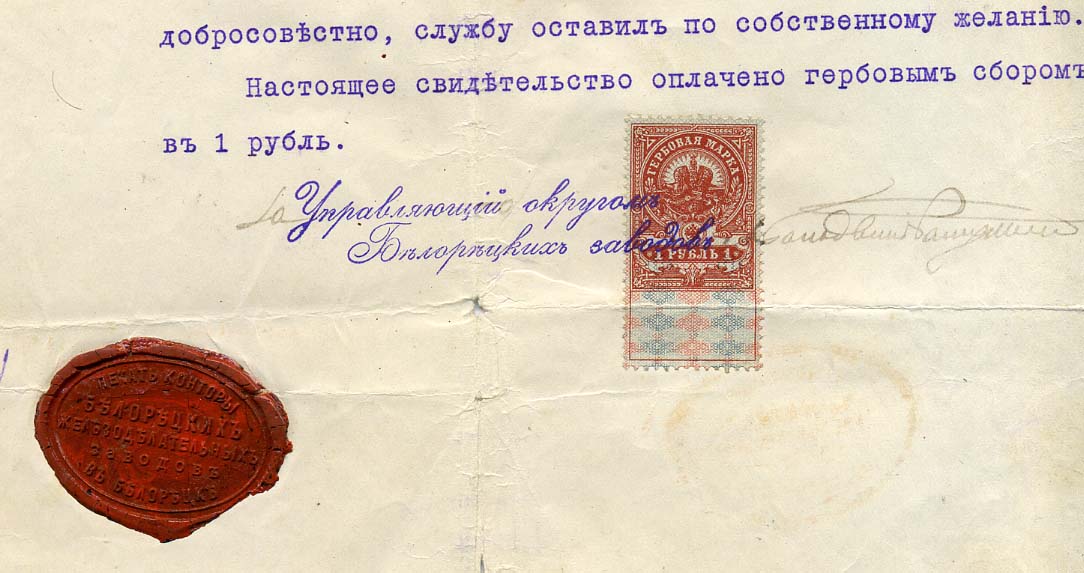 добросовѣстно, службу оставилъ по собственному желанію.
Настоящее свидѣтельство оплачено гербовымъ сборомъ
въ 1 рубль.
ГЕРБОВАЯ МАРКА
Управляющій округомъ
Бѣлорѣцкихъ заводовъ
1 РУБЛЬ 1
ПЕЧАТЬ КОНТОРЫ
БѢЛОРѢЦКИХЪ
ЖЕЛѢЗОДѢЛАТЕЛЬНЫХЪ
ЗАВОДОВЪ
ВЪ БѢЛОРѢЦКѢ